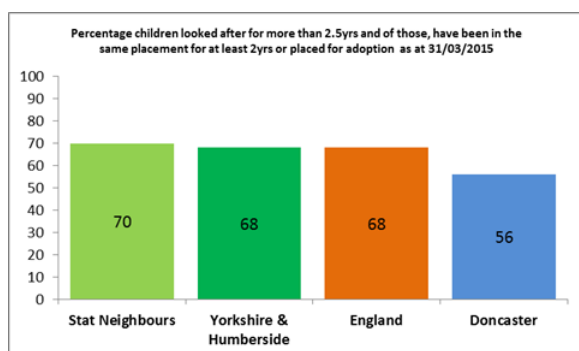 Percentage children looked after for more than 2.5yrs and of those, have been in the
same placement for at least 2yrs or placed for adoption as at 31/03/2015
100
90
80
70
60
50
40
30
20
10
0
70
68
68
56
Stat Neighbours
Yorkshire &
Humberside
England
Doncaster